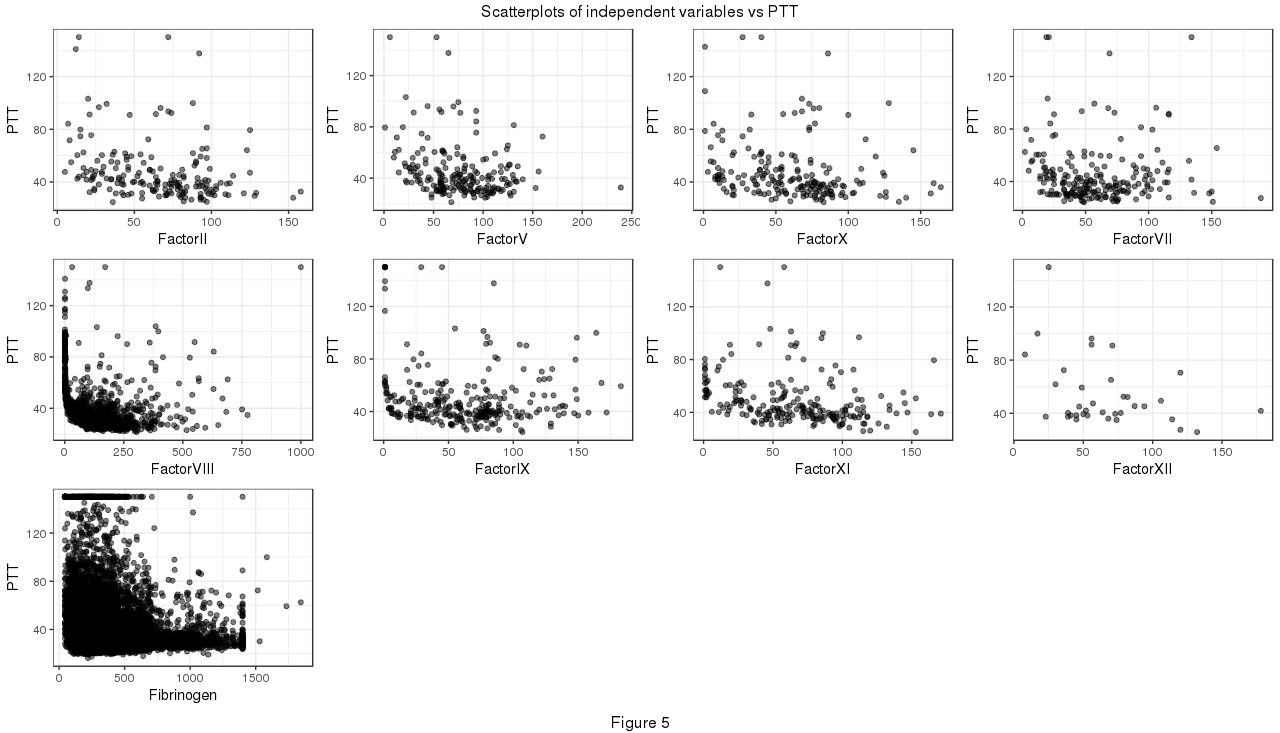 Scatterplots of independent variables vs PTT
PTT
120
80
40
0 50 100 150
FactorII
PTT
120
80
40
0 50 100 150 200 250
FactorV
PTT
120
80
40
0 50 100 150
FactorX
PTT
120
80
40
0 50 100 150
FactorVII
PTT
120
80
40
0 250 500 750 1000
FactorVIII
PTT
120
80
40
0 50 100 150
FactorIX
PTT
120
80
40
0 50 100 150
FactorXI
PTT
120
80
40
0 50 100 150
FactorXII
PTT
120
80
40
0 500 1000 1500
Fibrinogen
Figure 5